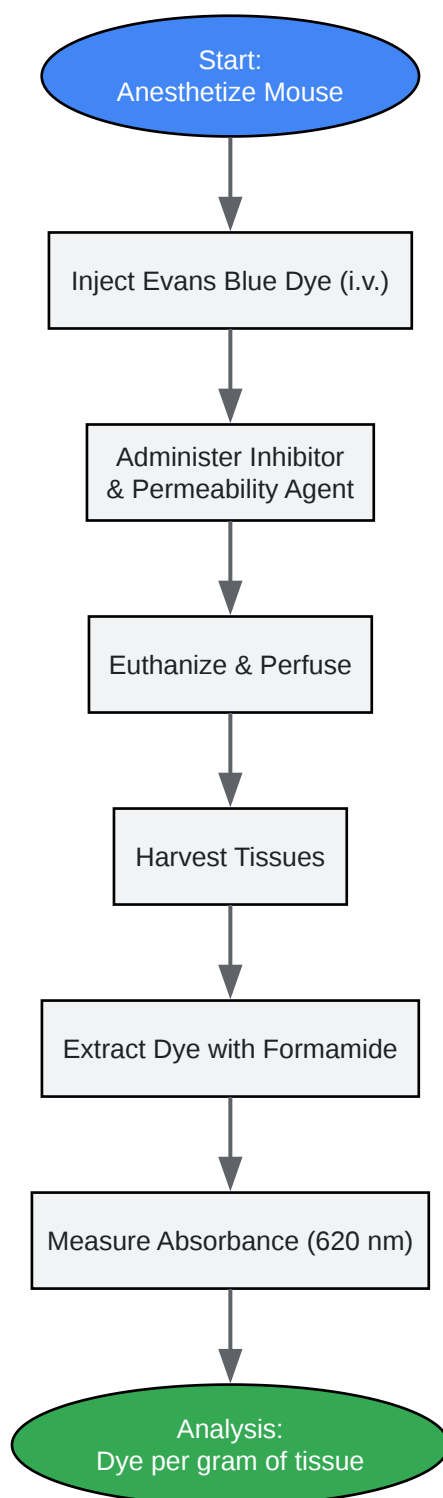 Start:
Anesthetize Mouse
Inject Evans Blue Dye (i.v.)
Administer Inhibitor
& Permeability Agent
Euthanize & Perfuse
Harvest Tissues
Extract Dye with Formamide
Measure Absorbance (620 nm)
Analysis:
Dye per gram of tissue